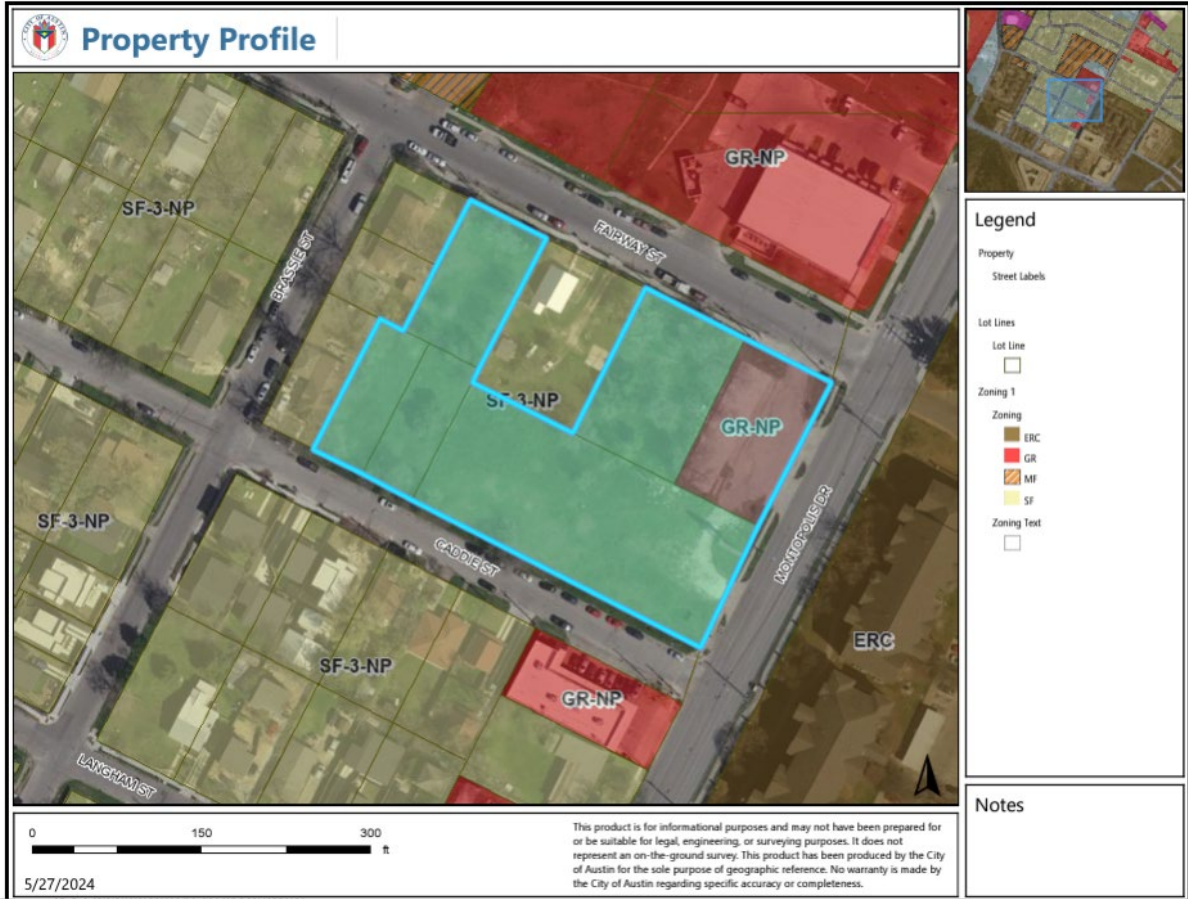 CITY OF AUSTIN
Property Profile
GR-NP
SF-3-NP
FAIRWAY ST
BRASSIE ST
SF-3-NP
GR-NP
SF-3-NP
CADDIE ST
MONTOPOLIS DR
ERC
SF-3-NP
GR-NP
LANGHAM ST
Legend
Property
Street Labels
Lot Lines
Lot Line
Zoning 1
Zoning
ERC
GR
MF
SF
Zoning Text
Notes
0 150 300
ft
5/27/2024
This product is for informational purposes and may not have been prepared for
or be suitable for legal, engineering, or surveying purposes. It does not
represent an on-the-ground survey. This product has been produced by the City
of Austin for the sole purpose of geographic reference. No warranty is made by
the City of Austin regarding specific accuracy or completeness.